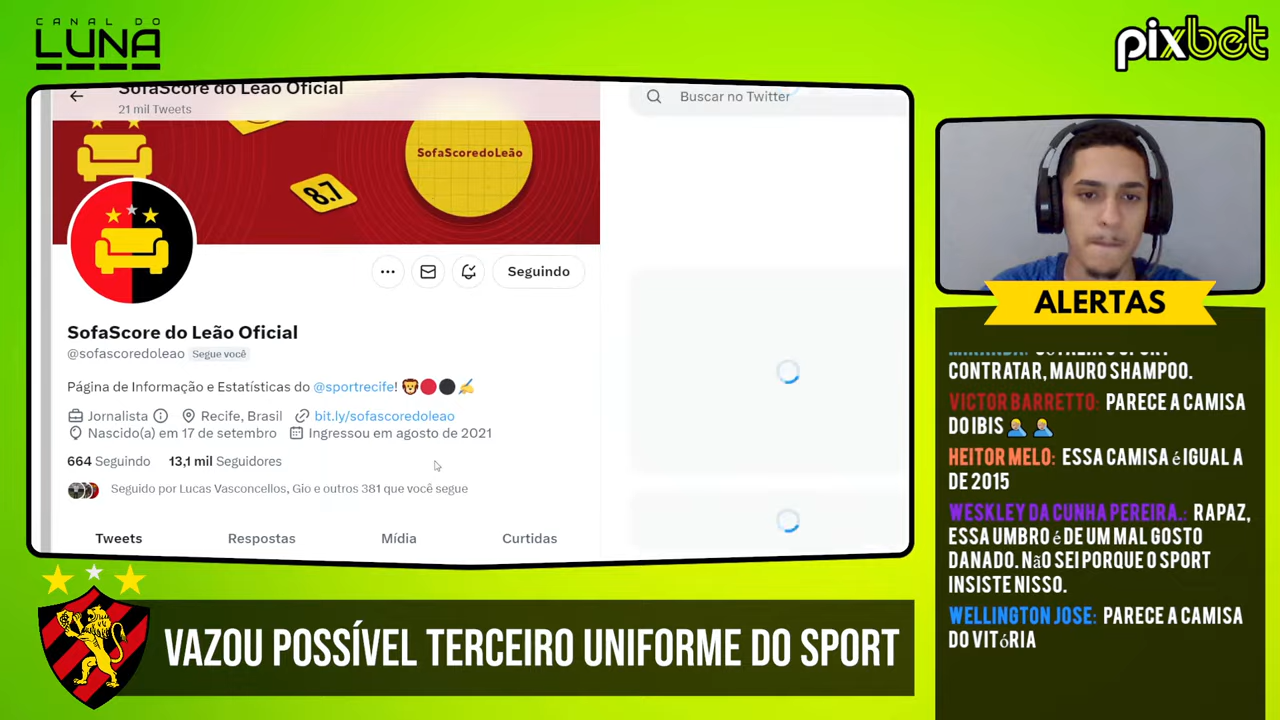 CANAL DO
LUNA
pixbet
SofaScore do Leão Oficial
21 mil Tweets
Buscar no Twitter
SofaScoredoLeão
8.7
Seguindo
SofaScore do Leão Oficial
@sofascoredoleao Segue você
Página de Informação e Estatísticas do @sportrecife! 🦁🔴⚫✍️
Jornalista Recife, Brasil bit.ly/sofascoredoleao
Nascido(a) em 17 de setembro Ingressou em agosto de 2021
664 Seguindo 13,1 mil Seguidores
Seguido por Lucas Vasconcellos, Gio e outros 381 que você segue
Tweets Respostas Mídia Curtidas
ALERTAS
CONTRATAR, MAURO SHAMPOO.
VICTOR BARRETTO: PARECE A CAMISA
DO IBIS 🤦🏼‍♂️ 🤦🏼‍♂️
HEITOR MELO: ESSA CAMISA é IGUAL A
DE 2015
WESKLEY DA CUNHA PEREIRA.: RAPAZ,
ESSA UMBRO é DE UM MAL GOSTO
DANADO. Não SEI PORQUE O SPORT
INSISTE NISSO.
WELLINGTON JOSE: PARECE A CAMISA
DO VITóRIA
VAZOU POSSÍVEL TERCEIRO UNIFORME DO SPORT